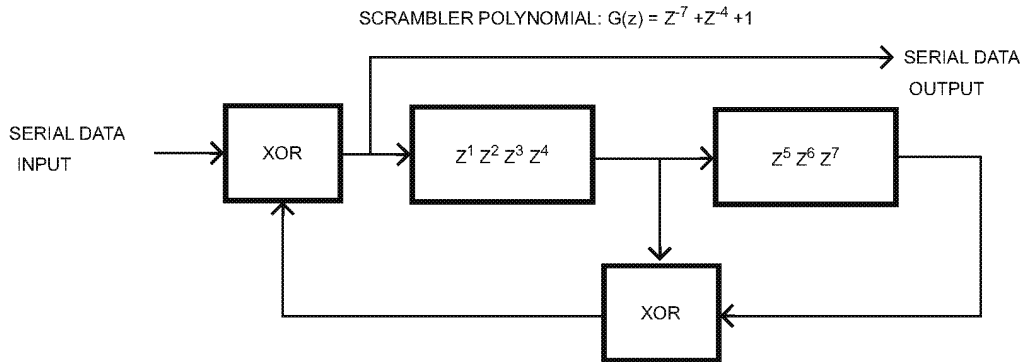 SCRAMBLER POLYNOMIAL: G(z) = Z⁻⁷ +Z⁻⁴ +1
SERIAL DATA
OUTPUT
SERIAL DATA
INPUT
XOR
Z¹ Z² Z³ Z⁴
Z⁵ Z⁶ Z⁷
XOR